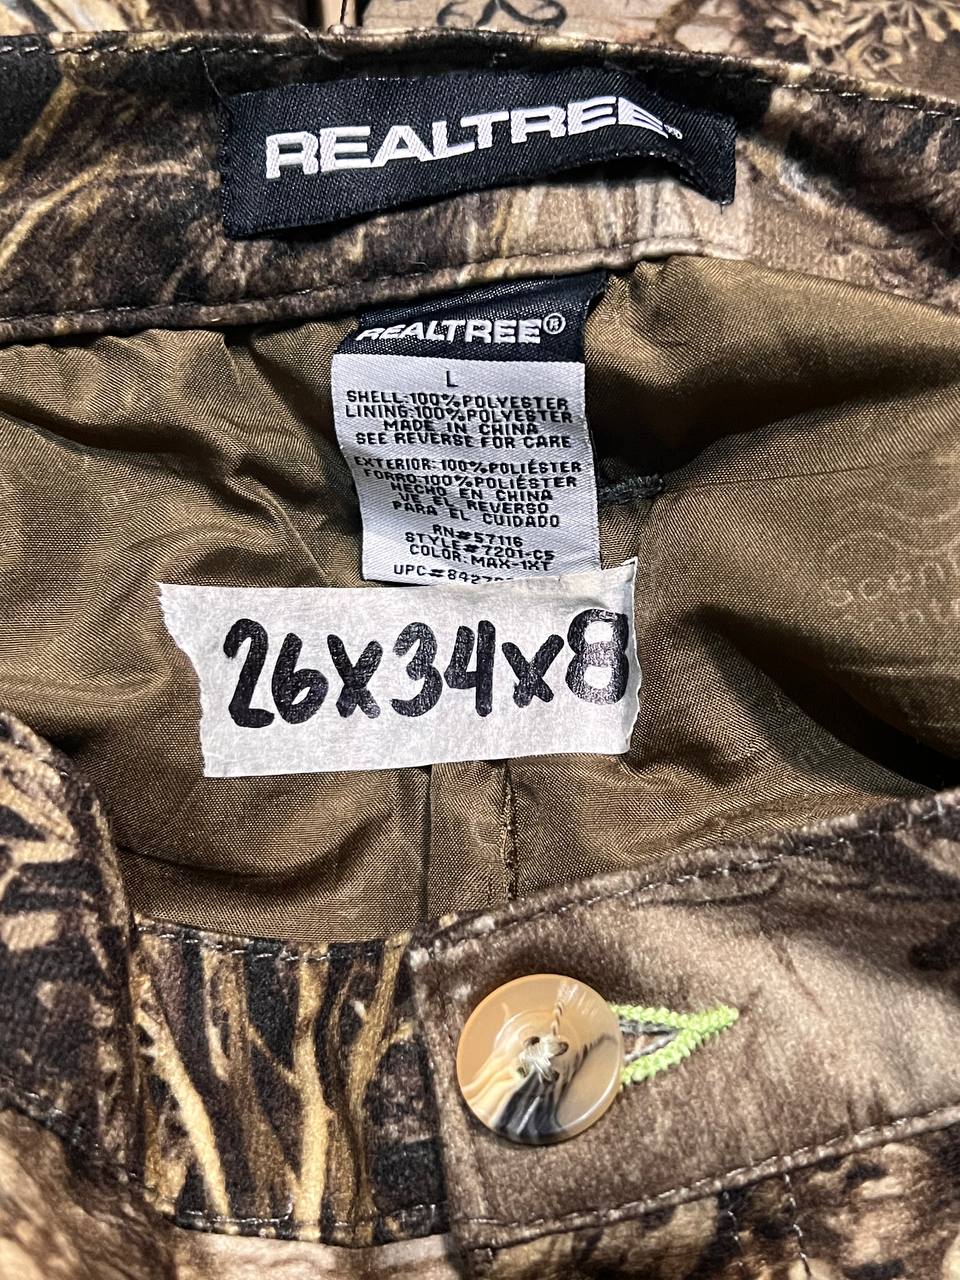 REALTREE®
REALTREE®
L
SHELL:100%POLYESTER
LINING:100%POLYESTER
MADE IN CHINA
SEE REVERSE FOR CARE
EXTERIOR:100%POLIÉSTER
FORRO:100%POLIÉSTER
HECHO EN CHINA
VE EL REVERSO
PARA EL CUIDADO
RN#57116
STYLE#7201-CS
COLOR:MAX-1XT
26x34x8